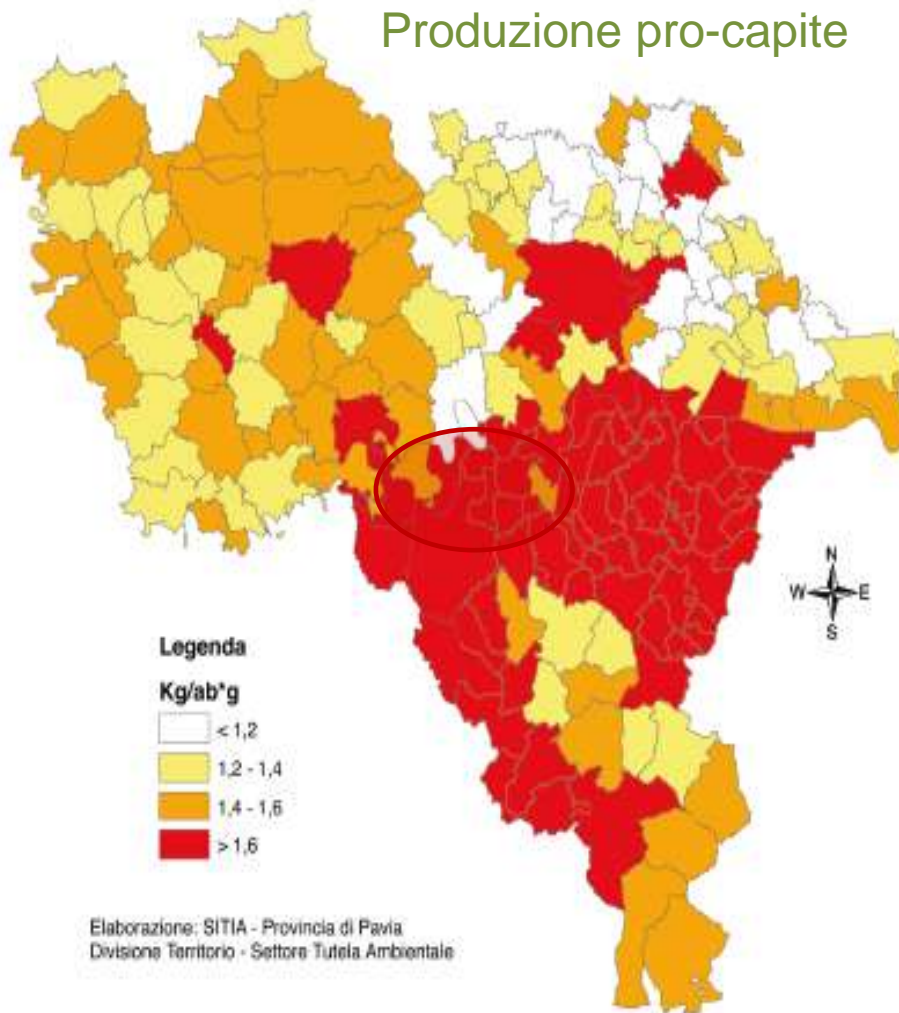 Produzione pro-capite
N
W E
S
Legenda
Kg/ab*g
< 1,2
1,2 - 1,4
1,4 - 1,6
> 1,6
Elaborazione: SITIA - Provincia di Pavia
Divisione Territorio - Settore Tutela Ambientale